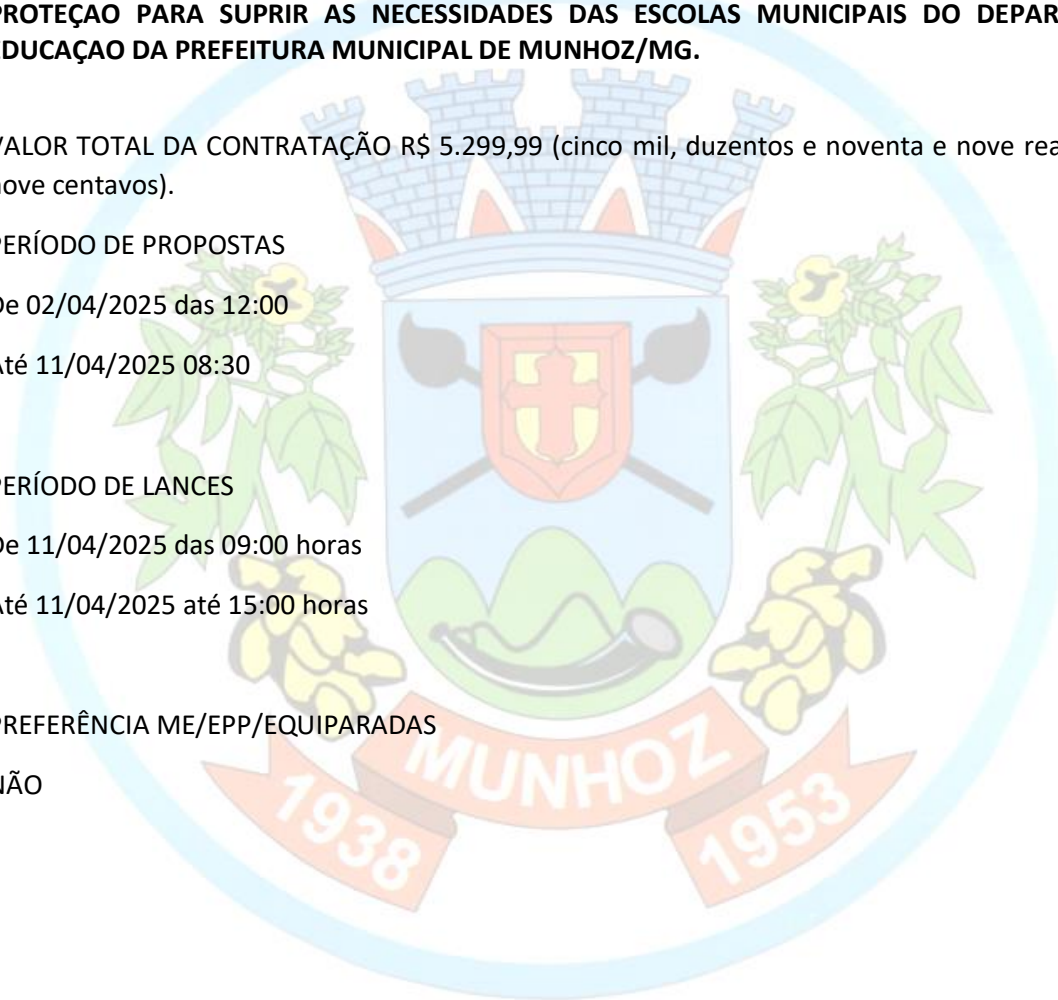 PROTEÇÃO PARA SUPRIR AS NECESSIDADES DAS ESCOLAS MUNICIPAIS DO DEPAR
EDUCAÇAO DA PREFEITURA MUNICIPAL DE MUNHOZ/MG.
VALOR TOTAL DA CONTRATAÇÃO R$ 5.299,99 (cinco mil, duzentos e noventa e nove rea
nove centavos).
PERÍODO DE PROPOSTAS
De 02/04/2025 das 12:00
Até 11/04/2025 08:30
PERÍODO DE LANCES
De 11/04/2025 das 09:00 horas
Até 11/04/2025 até 15:00 horas
PREFERÊNCIA ME/EPP/EQUIPARADAS
NÃO
MUNHOZ
1938
1953